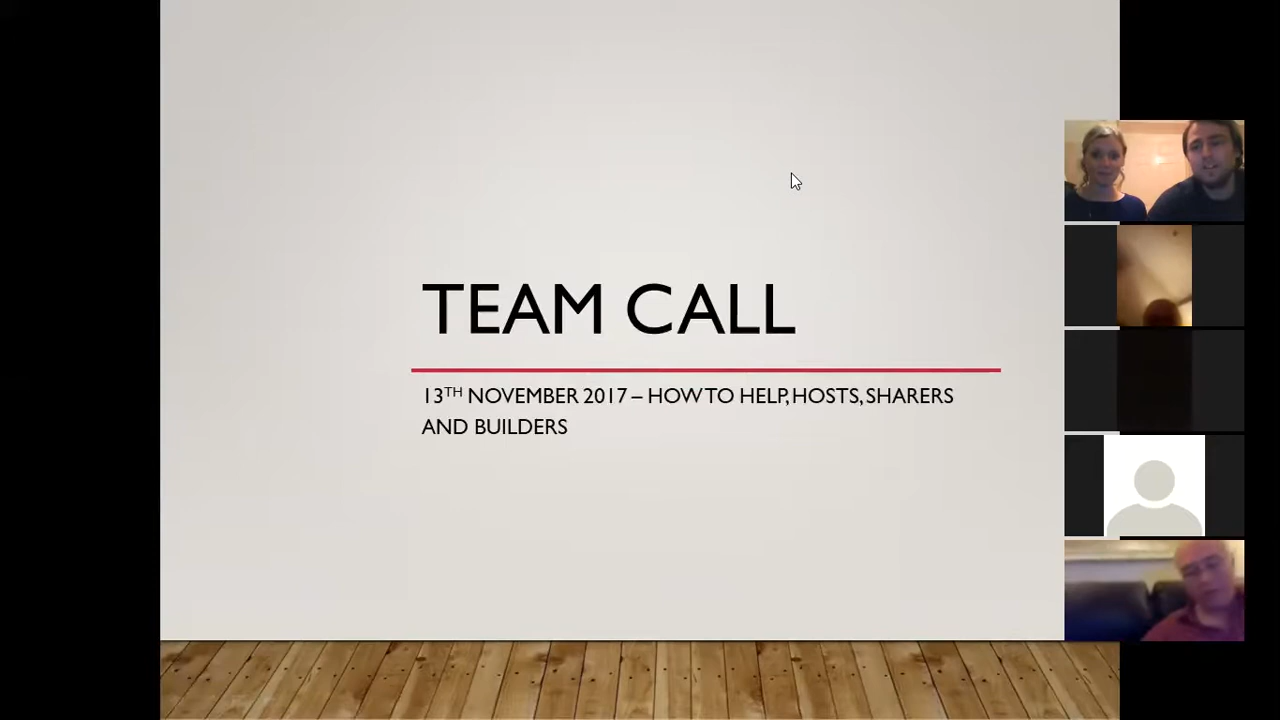 TEAM CALL
13TH NOVEMBER 2017 – HOW TO HELP, HOSTS, SHARERS
AND BUILDERS